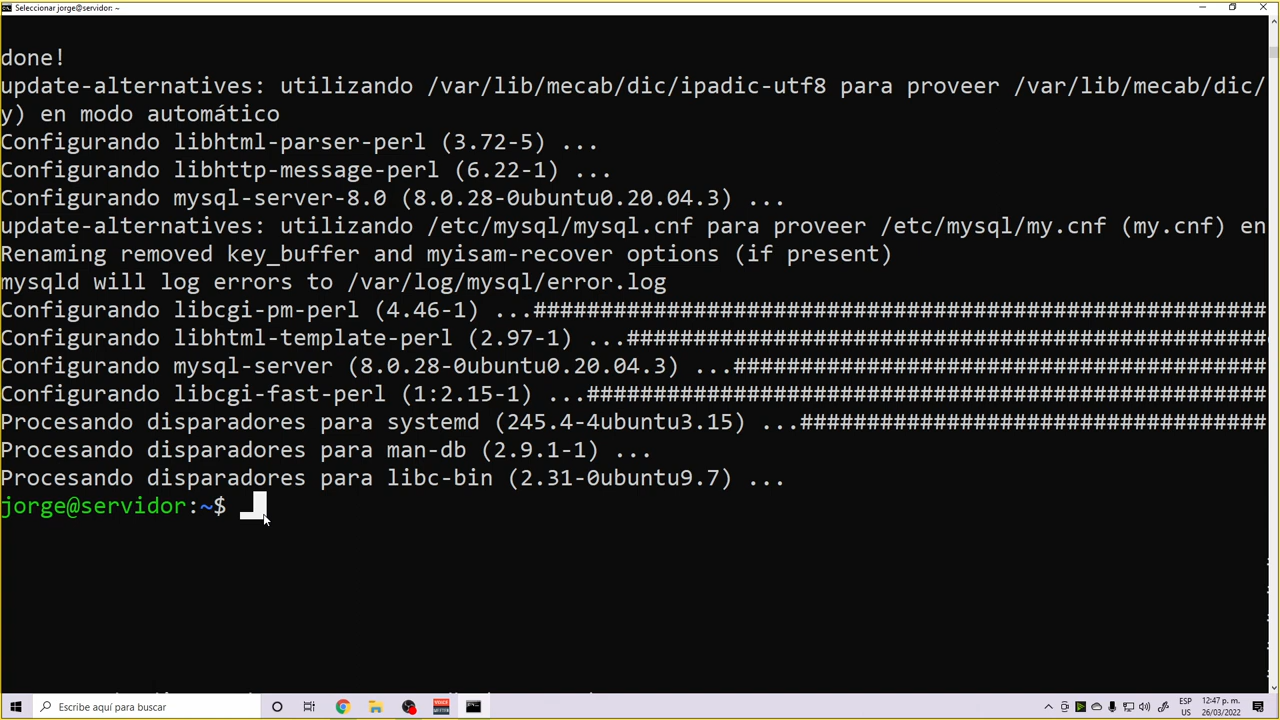 Seleccionar jorge@servidor: ~
done!
update-alternatives: utilizando /var/lib/mecab/dic/ipadic-utf8 para proveer /var/lib/mecab/dic/
y) en modo automático
Configurando libhtml-parser-perl (3.72-5) ...
Configurando libhttp-message-perl (6.22-1) ...
Configurando mysql-server-8.0 (8.0.28-0ubuntu0.20.04.3) ...
update-alternatives: utilizando /etc/mysql/mysql.cnf para proveer /etc/mysql/my.cnf (my.cnf) en
Renaming removed key_buffer and myisam-recover options (if present)
mysqld will log errors to /var/log/mysql/error.log
Configurando libcgi-pm-perl (4.46-1) ...#######################################################
Configurando libhtml-template-perl (2.97-1) ...################################################
Configurando mysql-server (8.0.28-0ubuntu0.20.04.3) ...########################################
Configurando libcgi-fast-perl (1:2.15-1) ...###################################################
Procesando disparadores para systemd (245.4-4ubuntu3.15) ...###################################
Procesando disparadores para man-db (2.9.1-1) ...
Procesando disparadores para libc-bin (2.31-0ubuntu9.7) ...
jorge@servidor:~$ _
Escribe aquí para buscar
ESP 12:47 p. m.
US 26/03/2022